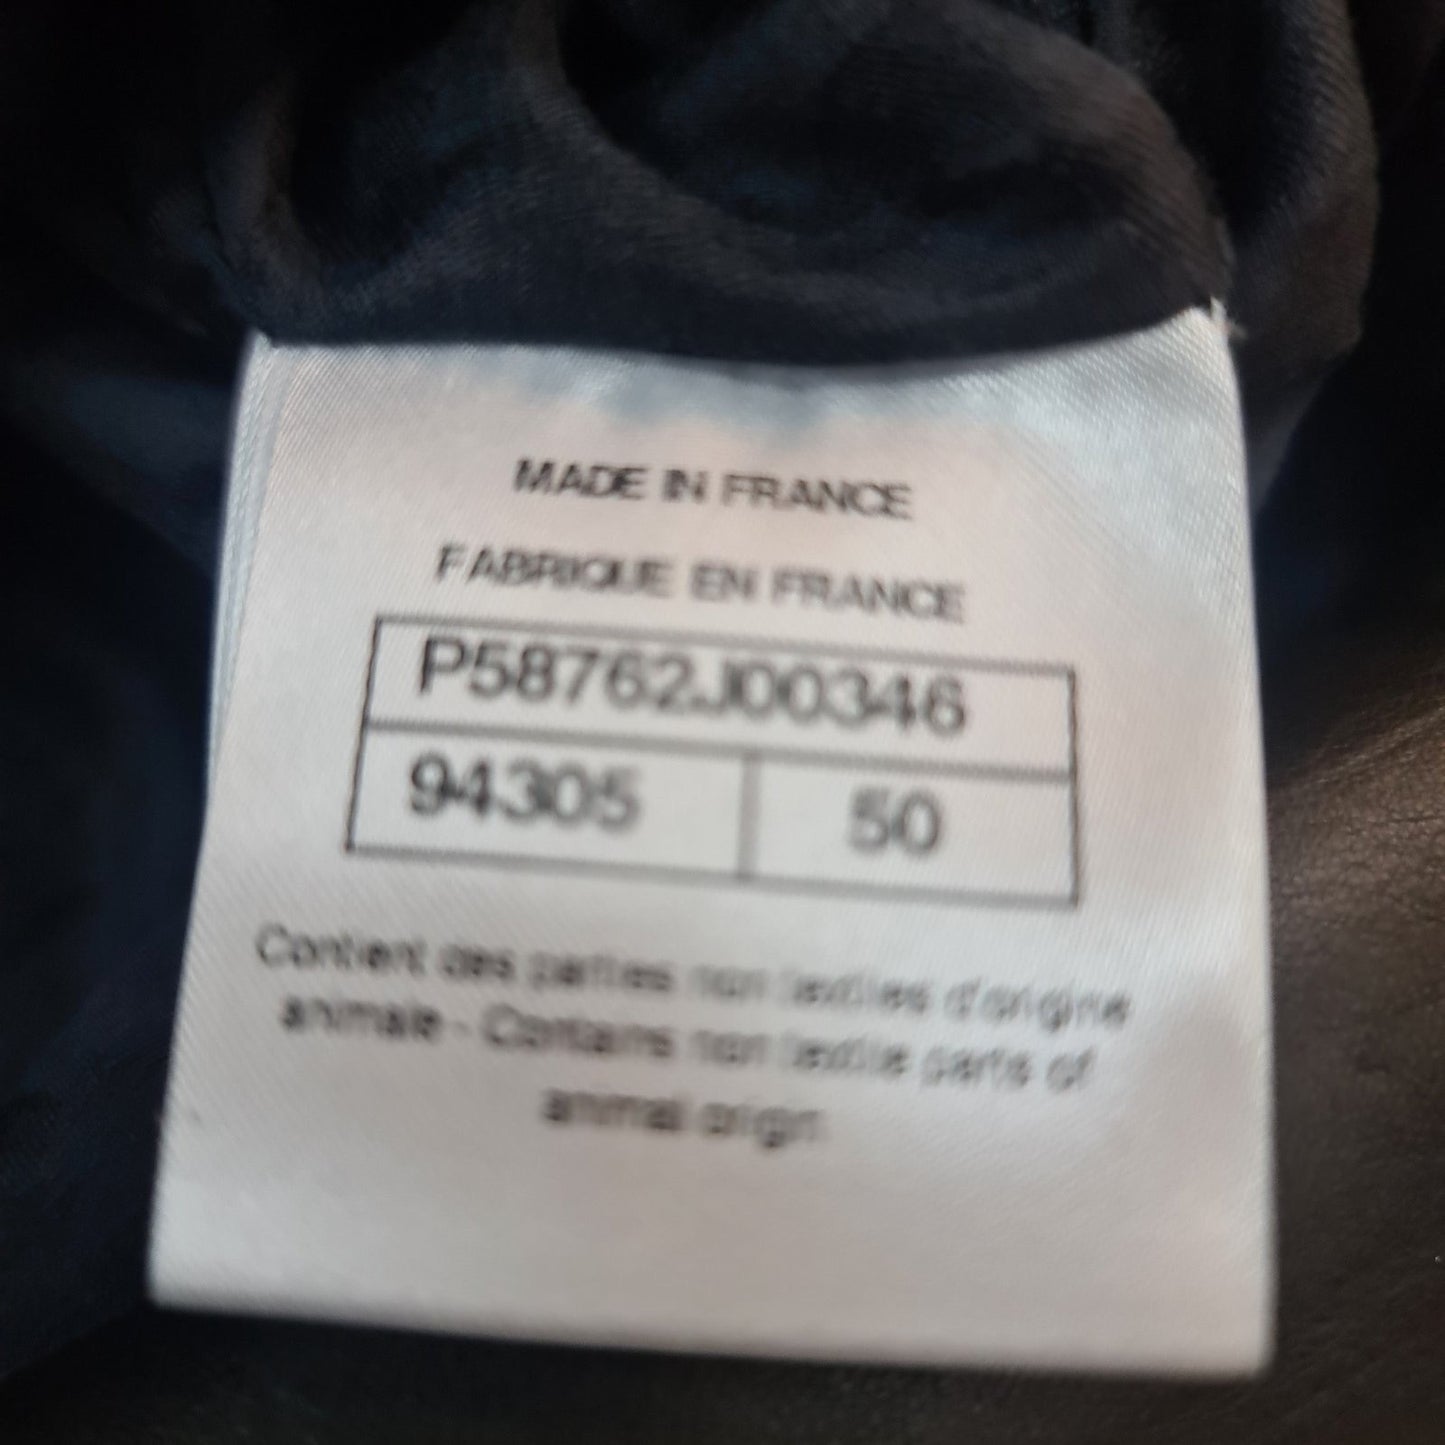 MADE IN FRANCE
FABRIQUE EN FRANCE
P58762J00346
94305 50
Contient des parties non textiles d'origine
animale - Contains non textile parts of
animal origin